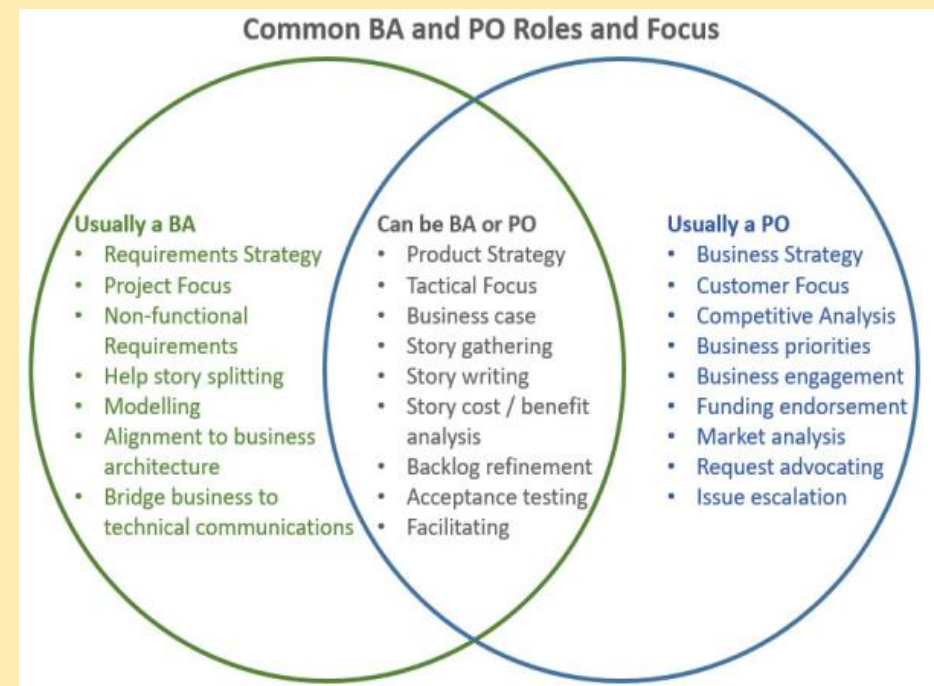 Common BA and PO Roles and Focus
Usually a BA
• Requirements Strategy
• Project Focus
• Non-functional
Requirements
• Help story splitting
• Modelling
• Alignment to business
architecture
• Bridge business to
technical communications
Can be BA or PO
• Product Strategy
• Tactical Focus
• Business case
• Story gathering
• Story writing
• Story cost / benefit
analysis
• Backlog refinement
• Acceptance testing
• Facilitating
Usually a PO
• Business Strategy
• Customer Focus
• Competitive Analysis
• Business priorities
• Business engagement
• Funding endorsement
• Market analysis
• Request advocating
• Issue escalation